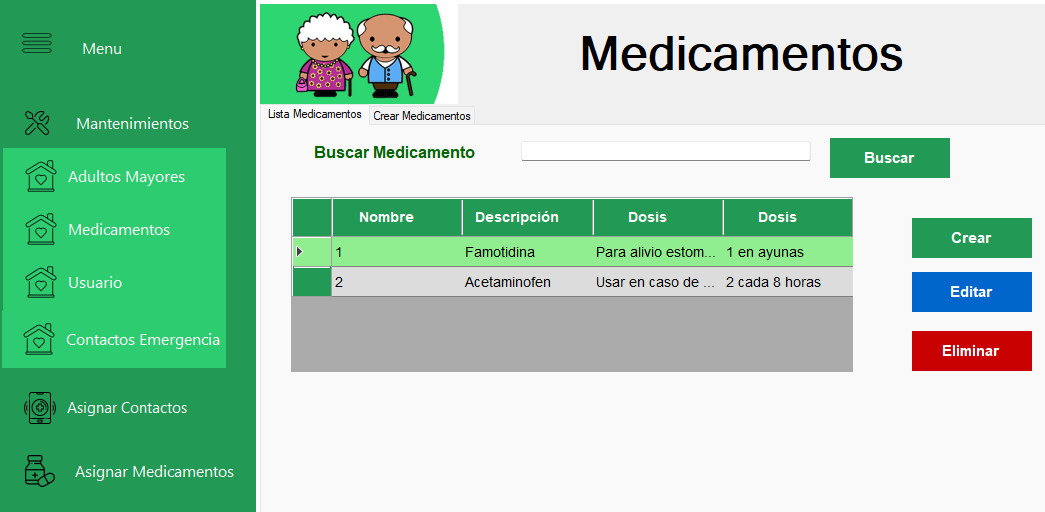 Menu
Mantenimientos
Adultos Mayores
Medicamentos
Usuario
Contactos Emergencia
Asignar Contactos
Asignar Medicamentos
Medicamentos
Lista Medicamentos Crear Medicamentos
Buscar Medicamento Buscar
Nombre Descripción Dosis Dosis
1 Famotidina Para alivio estom... 1 en ayunas
2 Acetaminofen Usar en caso de ... 2 cada 8 horas
Crear
Editar
Eliminar